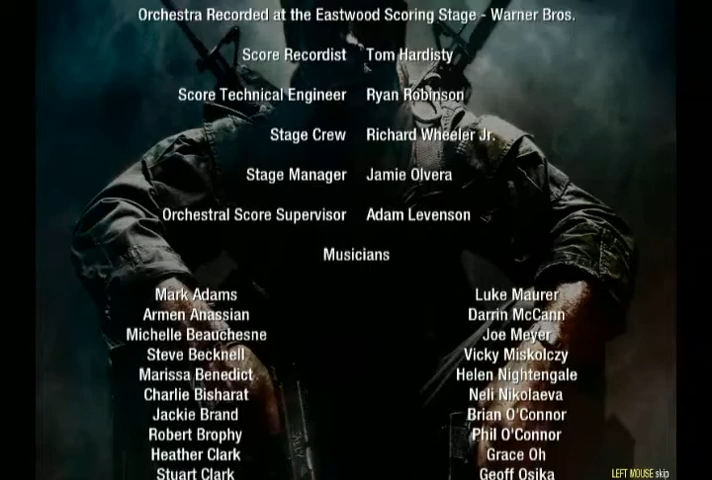 Orchestra Recorded at the Eastwood Scoring Stage - Warner Bros.
Score Recordist Tom Hardisty
Score Technical Engineer Ryan Robinson
Stage Crew Richard Wheeler Jr.
Stage Manager Jamie Olvera
Orchestral Score Supervisor Adam Levenson
Musicians
Mark Adams Luke Maurer
Armen Anassian Darrin McCann
Michelle Beauchesne Joe Meyer
Steve Becknell Vicky Miskolczy
Marissa Benedict Helen Nightengale
Charlie Bisharat Neli Nikolaeva
Jackie Brand Brian O'Connor
Robert Brophy Phil O'Connor
Heather Clark Grace Oh
Stuart Clark Geoff Osika
LEFT MOUSE skip